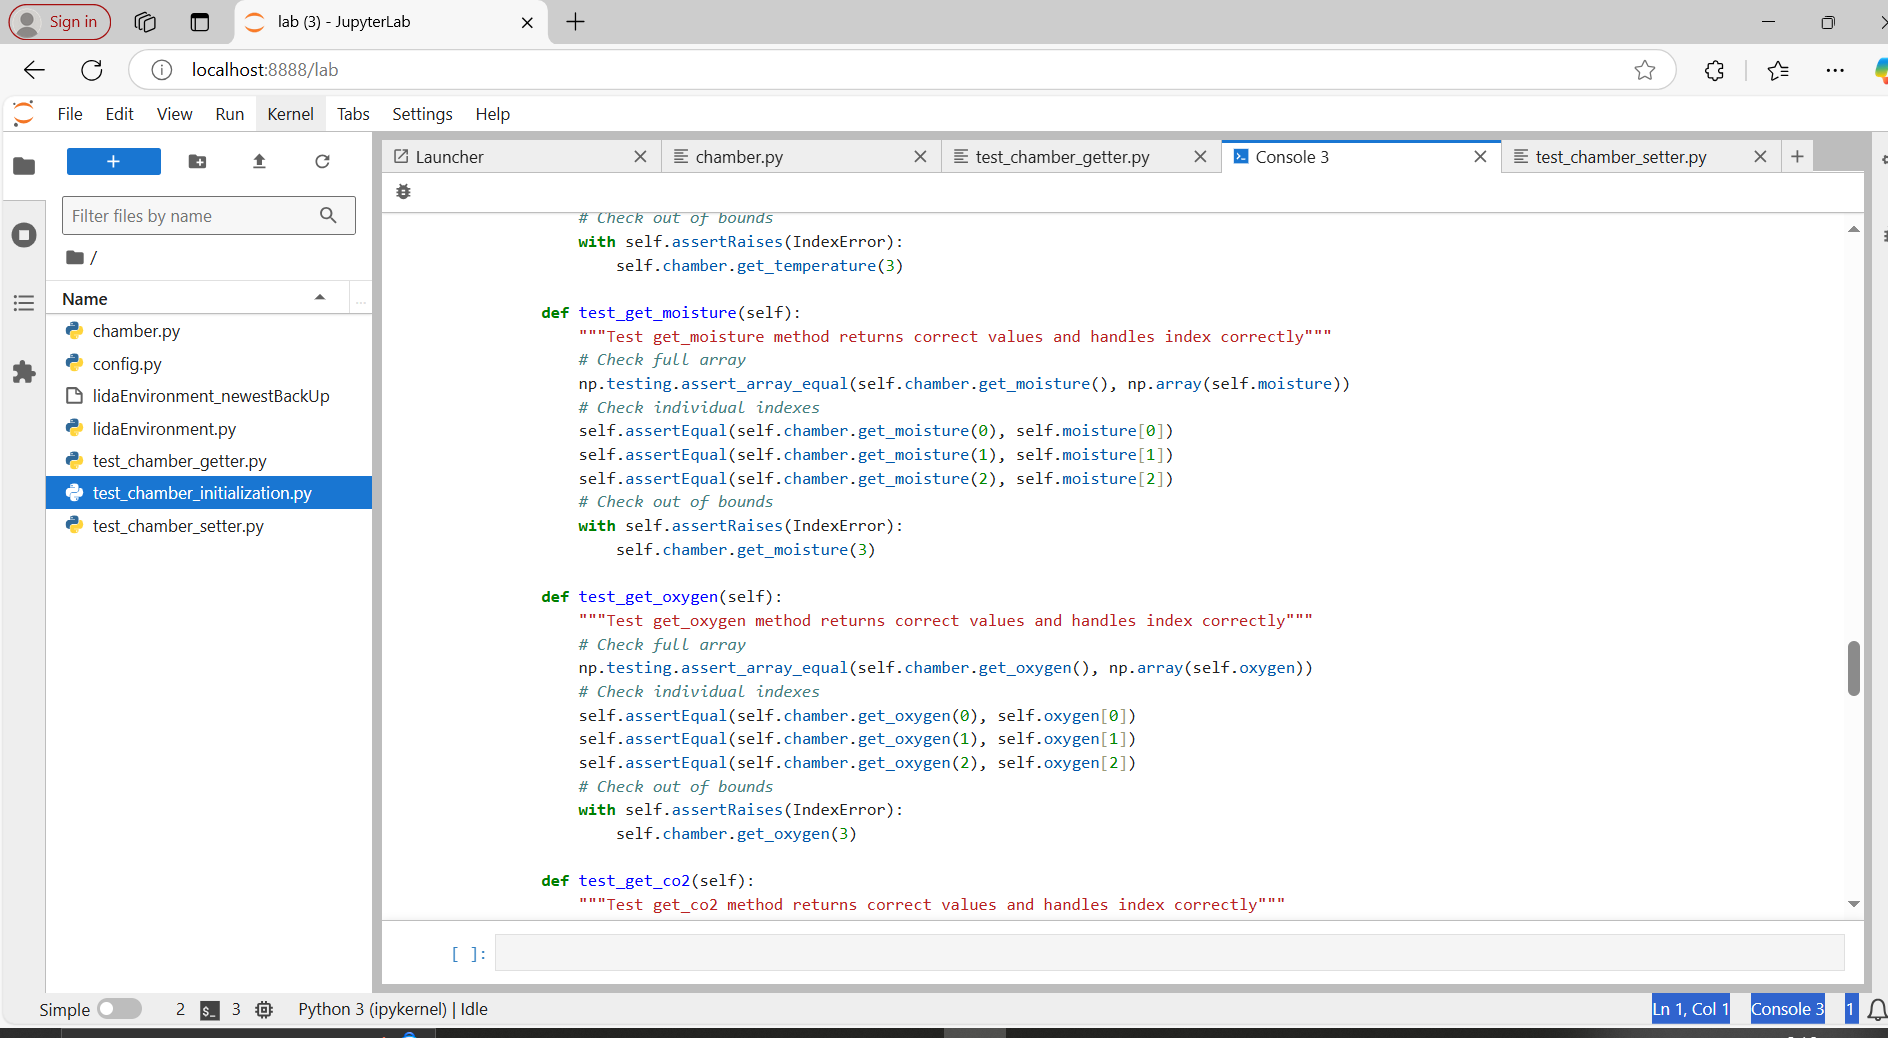 Sign in
lab (3) - JupyterLab
localhost:8888/lab
File Edit View Run Kernel Tabs Settings Help
Launcher
chamber.py
test_chamber_getter.py
Console 3
test_chamber_setter.py
Filter files by name
/
Name
...
chamber.py
config.py
lidaEnvironment_newestBackUp
lidaEnvironment.py
test_chamber_getter.py
test_chamber_initialization.py
test_chamber_setter.py
# Check out of bounds
with self.assertRaises(IndexError):
self.chamber.get_temperature(3)
def test_get_moisture(self):
"""Test get_moisture method returns correct values and handles index correctly"""
# Check full array
np.testing.assert_array_equal(self.chamber.get_moisture(), np.array(self.moisture))
# Check individual indexes
self.assertEqual(self.chamber.get_moisture(0), self.moisture[0])
self.assertEqual(self.chamber.get_moisture(1), self.moisture[1])
self.assertEqual(self.chamber.get_moisture(2), self.moisture[2])
# Check out of bounds
with self.assertRaises(IndexError):
self.chamber.get_moisture(3)
def test_get_oxygen(self):
"""Test get_oxygen method returns correct values and handles index correctly"""
# Check full array
np.testing.assert_array_equal(self.chamber.get_oxygen(), np.array(self.oxygen))
# Check individual indexes
self.assertEqual(self.chamber.get_oxygen(0), self.oxygen[0])
self.assertEqual(self.chamber.get_oxygen(1), self.oxygen[1])
self.assertEqual(self.chamber.get_oxygen(2), self.oxygen[2])
# Check out of bounds
with self.assertRaises(IndexError):
self.chamber.get_oxygen(3)
def test_get_co2(self):
"""Test get_co2 method returns correct values and handles index correctly"""
[ ]:
Simple 2 $_ 3 Python 3 (ipykernel) | Idle Ln 1, Col 1 Console 3 1